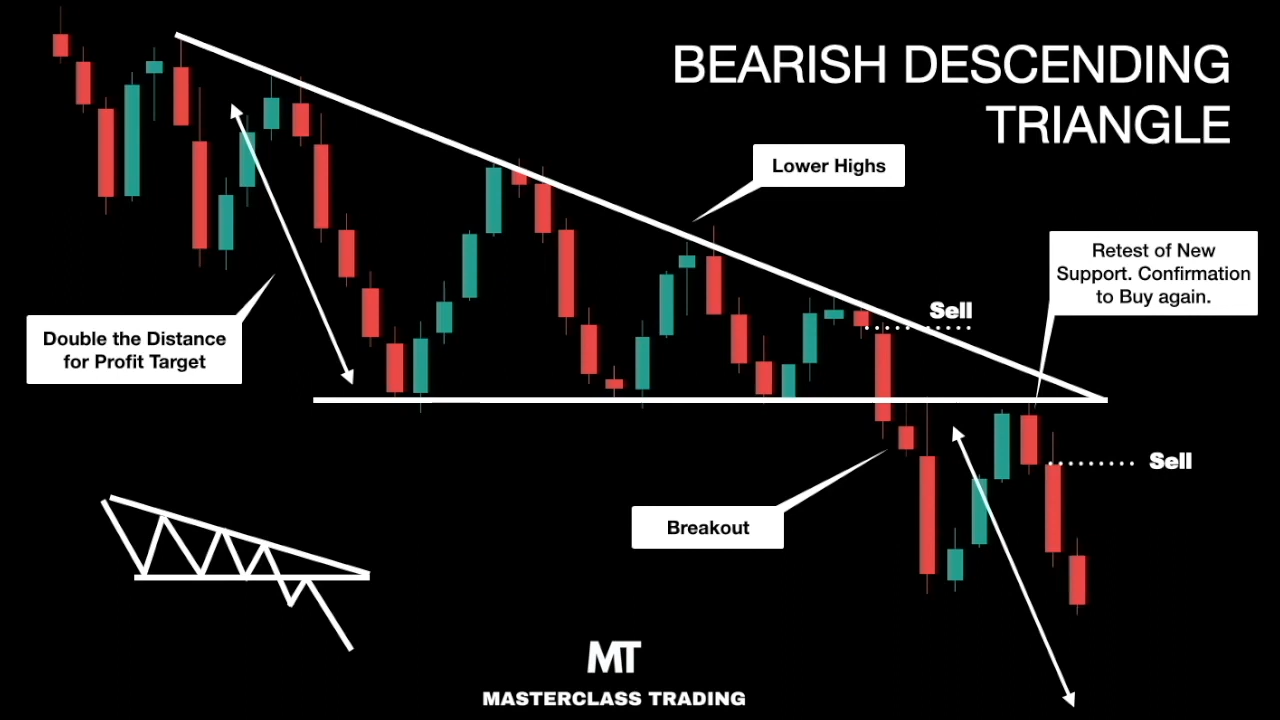 BEARISH DESCENDING
TRIANGLE
Lower Highs
Retest of New
Support. Confirmation
to Buy again.
Sell
Double the Distance
for Profit Target
Sell
Breakout
MT
MASTERCLASS TRADING